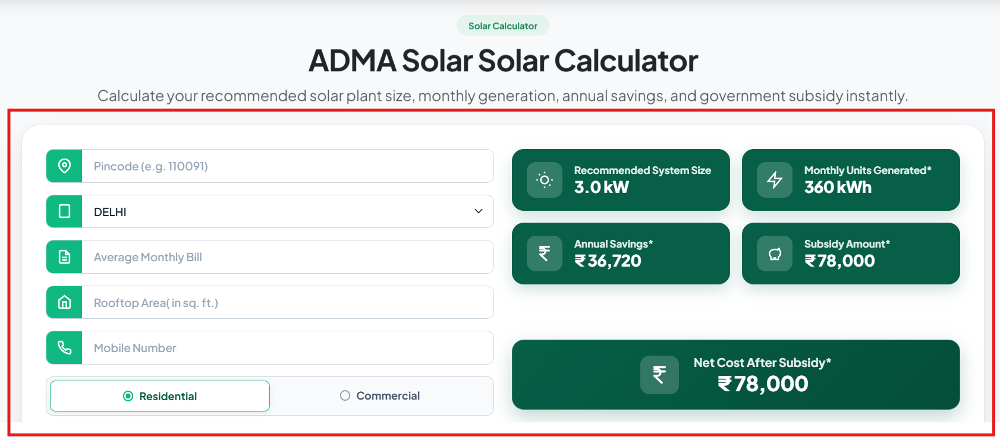 Solar Calculator
ADMA Solar Solar Calculator
Calculate your recommended solar plant size, monthly generation, annual savings, and government subsidy instantly.
Pincode (e.g. 110091)
DELHI
Average Monthly Bill
Rooftop Area( in sq. ft.)
Mobile Number
Residential
Commercial
Recommended System Size
3.0 kW
Monthly Units Generated*
360 kWh
Annual Savings*
₹ 36,720
Subsidy Amount*
₹ 78,000
Net Cost After Subsidy*
₹ 78,000